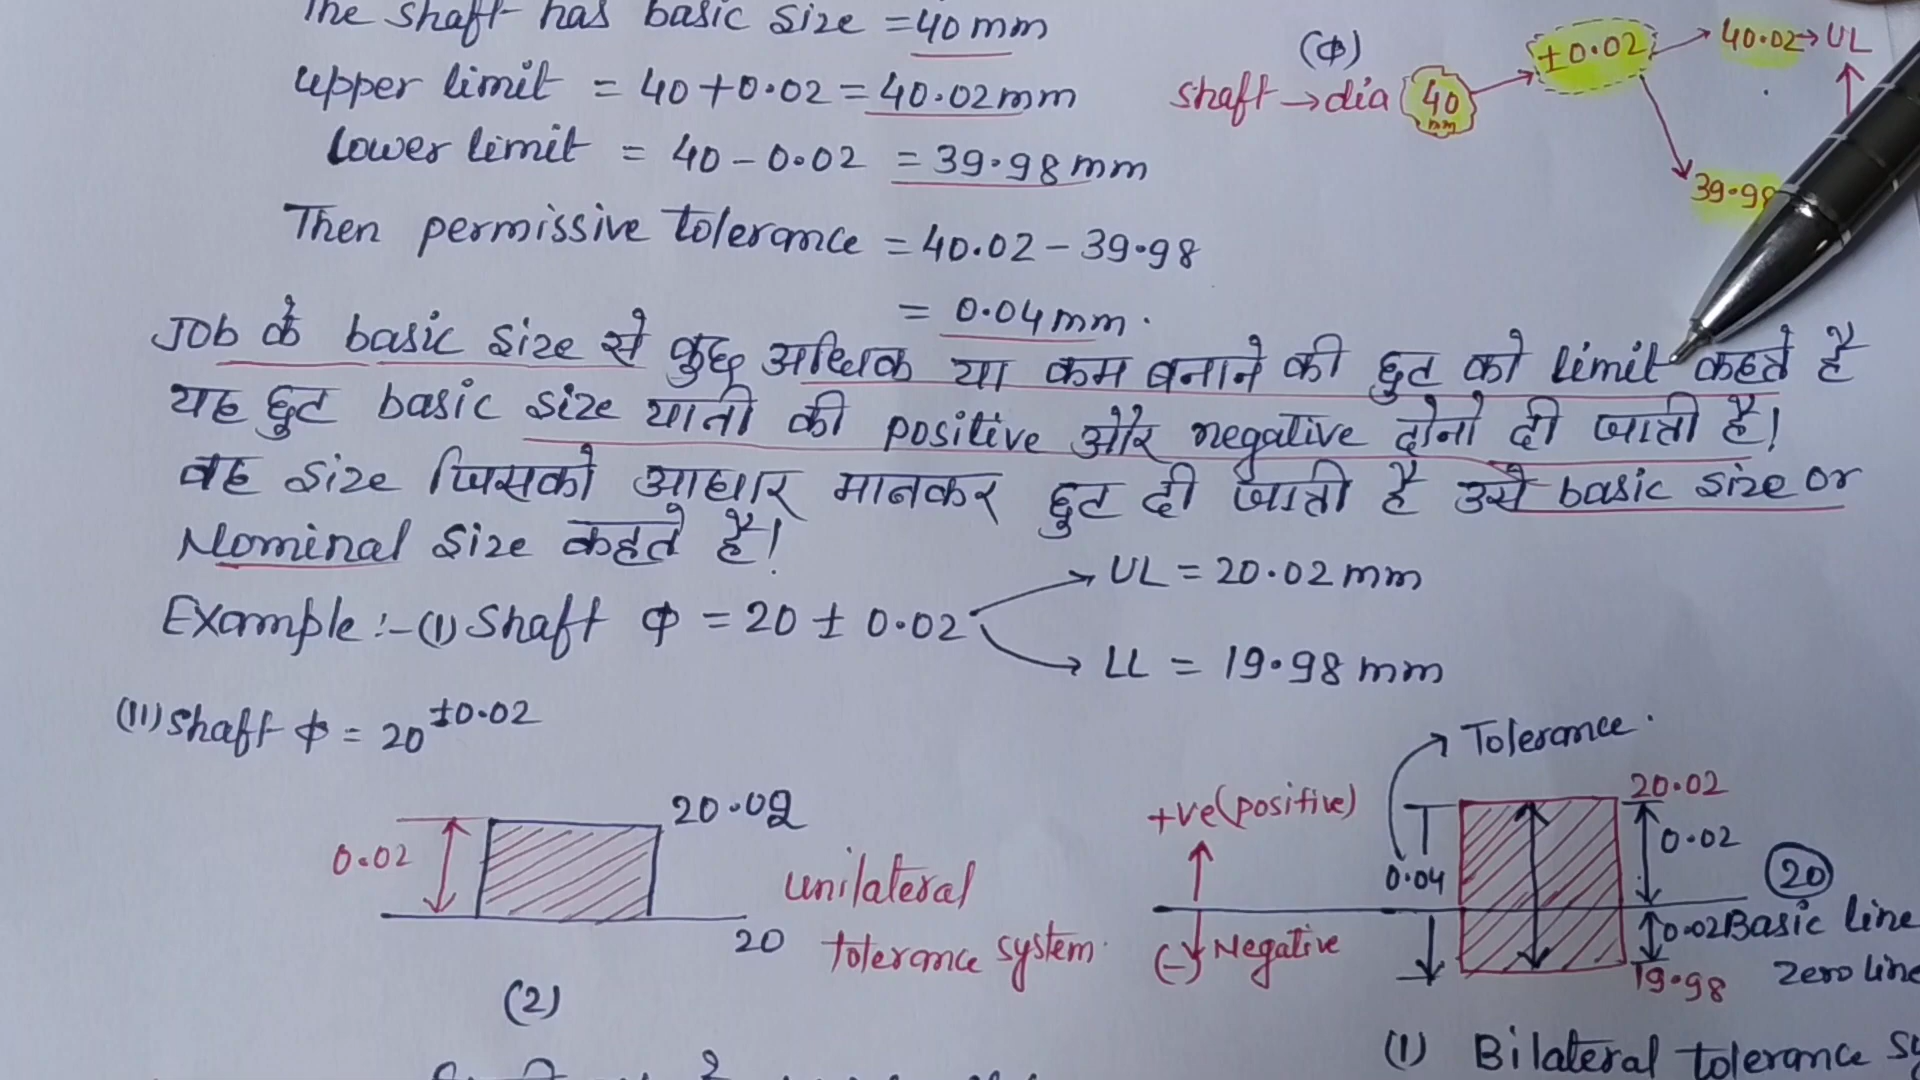 The shaft has basic size = 40 mm
upper limit = 40 + 0.02 = 40.02 mm
Lower limit = 40 - 0.02 = 39.98 mm
Then permissive tolerance = 40.02 - 39.98
= 0.04 mm.
(Φ)
shaft → dia 40 mm
±0.02
40.02 → UL
39.98
Job के basic size से कुछ अधिक या कम बनाने की छुट को limit कहते हैं
यह छुट basic size यानी की positive और negative दोनो दी जाती है!
वह size जिसको आधार मानकर छुट दी जाती है उसे basic size or
Nominal size कहते है!
Example :- (I) Shaft Φ = 20 ± 0.02
UL = 20.02 mm
LL = 19.98 mm
(II) Shaft Φ = 20 ±0.02
0.02
20.02
20
unilateral
tolerance system.
(2)
Tolerance.
+ve (positive)
(-) Negative
0.04
20.02
0.02
20
0.02 Basic line
19.98
zero line
(I) Bilateral tolerance